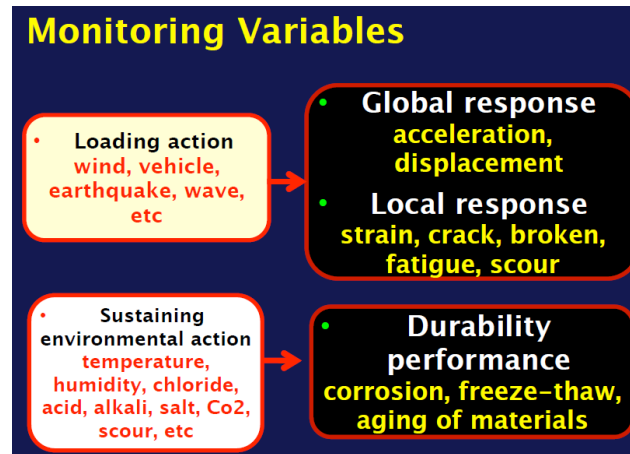 Monitoring Variables
• Loading action
wind, vehicle,
earthquake, wave,
etc
• Global response
acceleration,
displacement
• Local response
strain, crack, broken,
fatigue, scour
• Sustaining
environmental action
temperature,
humidity, chloride,
acid, alkali, salt, Co2,
scour, etc
• Durability
performance
corrosion, freeze-thaw,
aging of materials